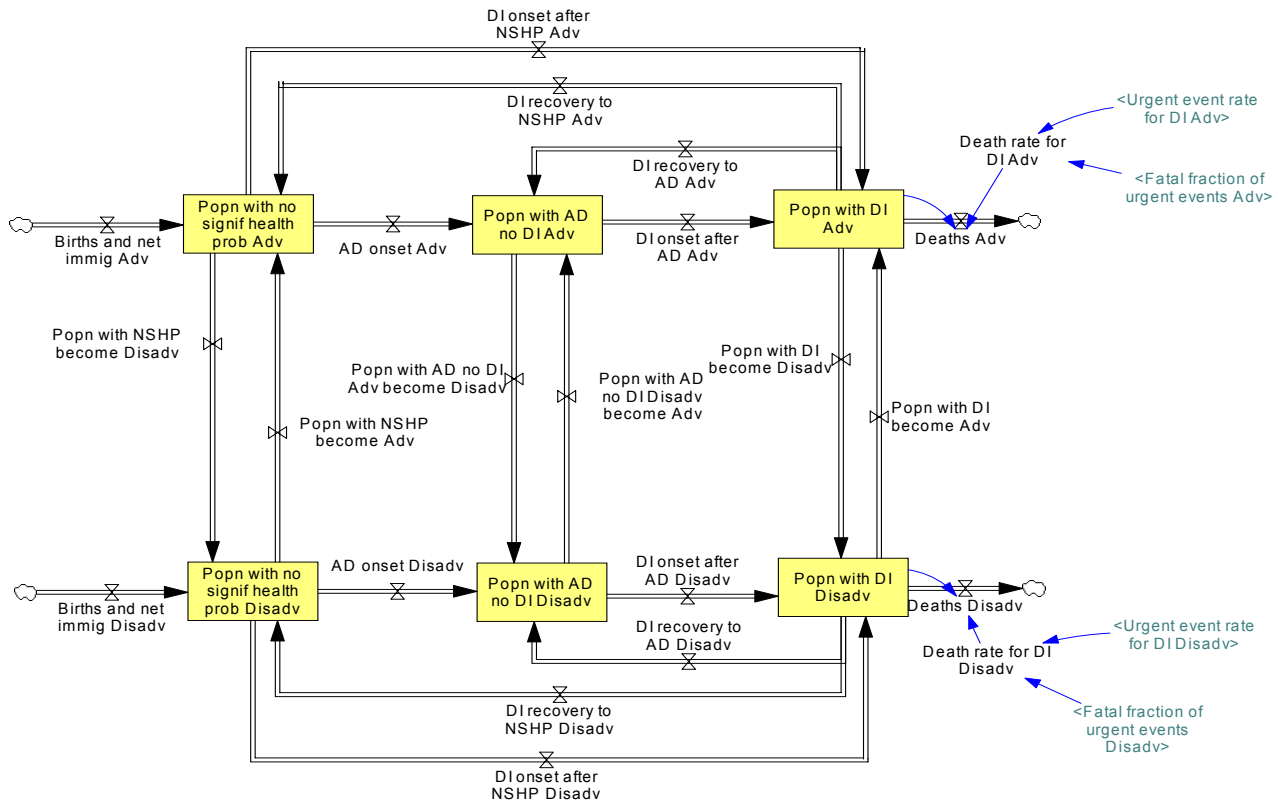 DI onset after
NSHP Adv
DI recovery to
NSHP Adv
<Urgent event rate
for DI Adv>
Death rate for
DI Adv
DI recovery to
AD Adv
<Fatal fraction of
urgent events Adv>
Popn with no
signif health
prob Adv
Popn with AD
no DI Adv
Popn with DI
Adv
Births and net
immig Adv
AD onset Adv
DI onset after
AD Adv
Deaths Adv
Popn with NSHP
become Disadv
Popn with AD no DI
Adv become Disadv
Popn with AD
no DI Disadv
become Adv
Popn with DI
become Disadv
Popn with NSHP
become Adv
Popn with DI
become Adv
AD onset Disadv
DI onset after
AD Disadv
Popn with no
signif health
prob Disadv
Popn with AD
no DI Disadv
Popn with DI
Disadv
Births and net
immig Disadv
Deaths Disadv
DI recovery to
AD Disadv
<Urgent event rate
for DI Disadv>
Death rate for DI
Disadv
DI recovery to
NSHP Disadv
<Fatal fraction of
urgent events
Disadv>
DI onset after
NSHP Disadv